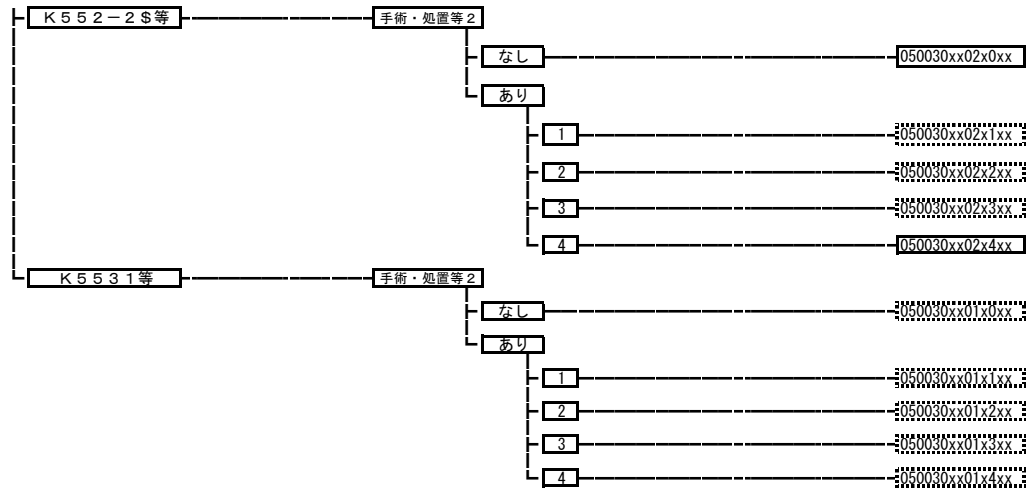 K552－2$等 手術・処置等2
なし 050030xx02x0xx
あり
1 050030xx02x1xx
2 050030xx02x2xx
3 050030xx02x3xx
4 050030xx02x4xx
K5531等 手術・処置等2
なし 050030xx01x0xx
あり
1 050030xx01x1xx
2 050030xx01x2xx
3 050030xx01x3xx
4 050030xx01x4xx